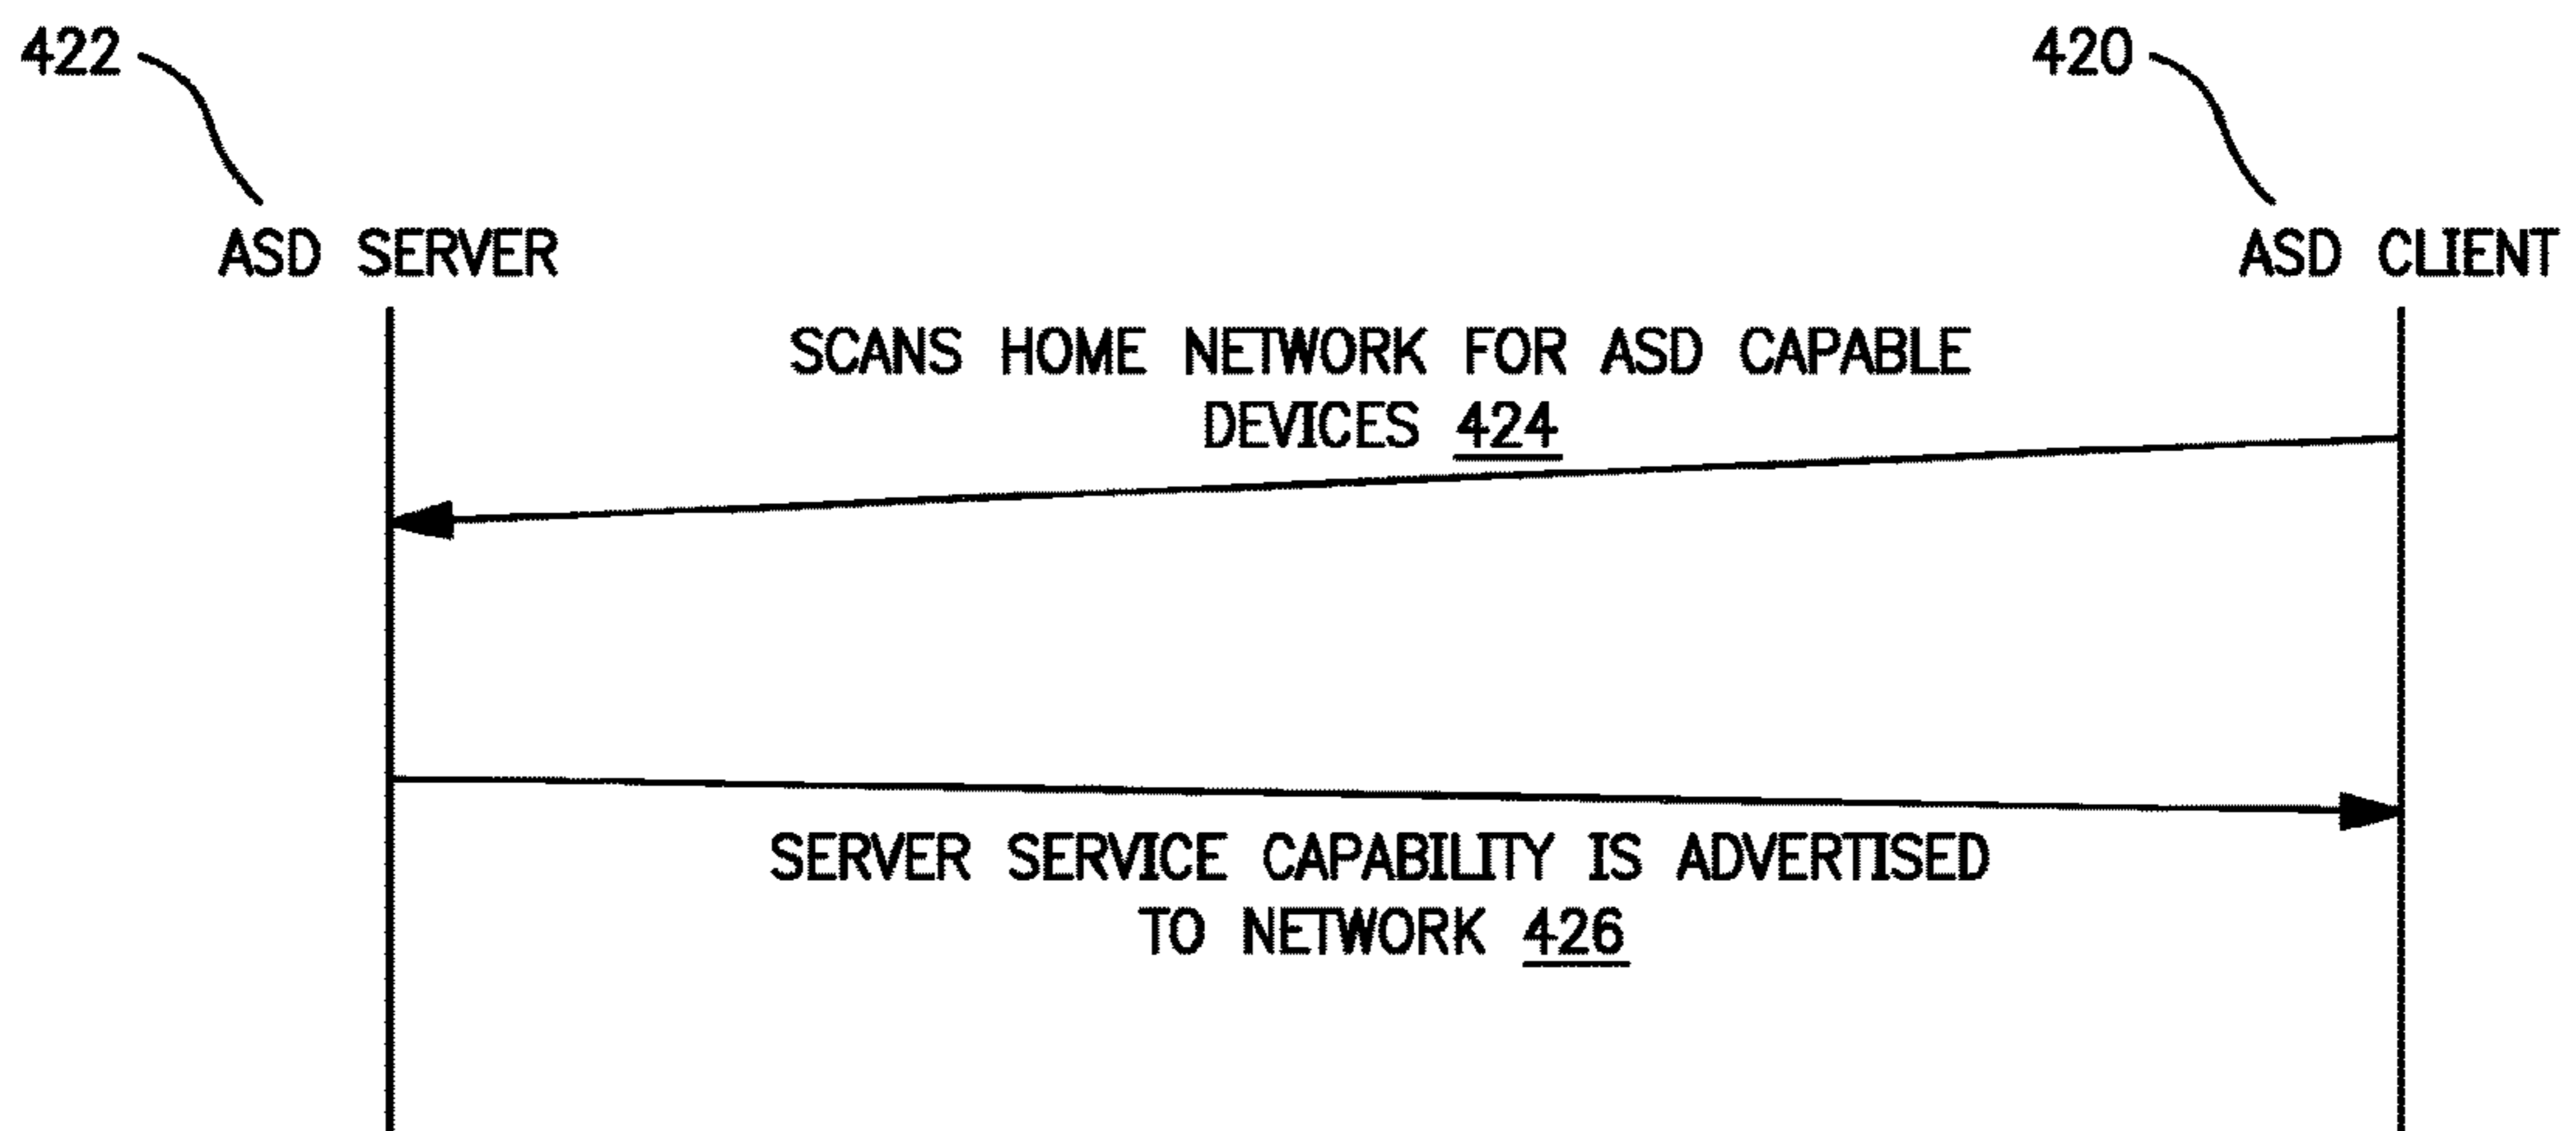 422
420
ASD SERVER
ASD CLIENT
SCANS HOME NETWORK FOR ASD CAPABLE
DEVICES 424
SERVER SERVICE CAPABILITY IS ADVERTISED
TO NETWORK 426